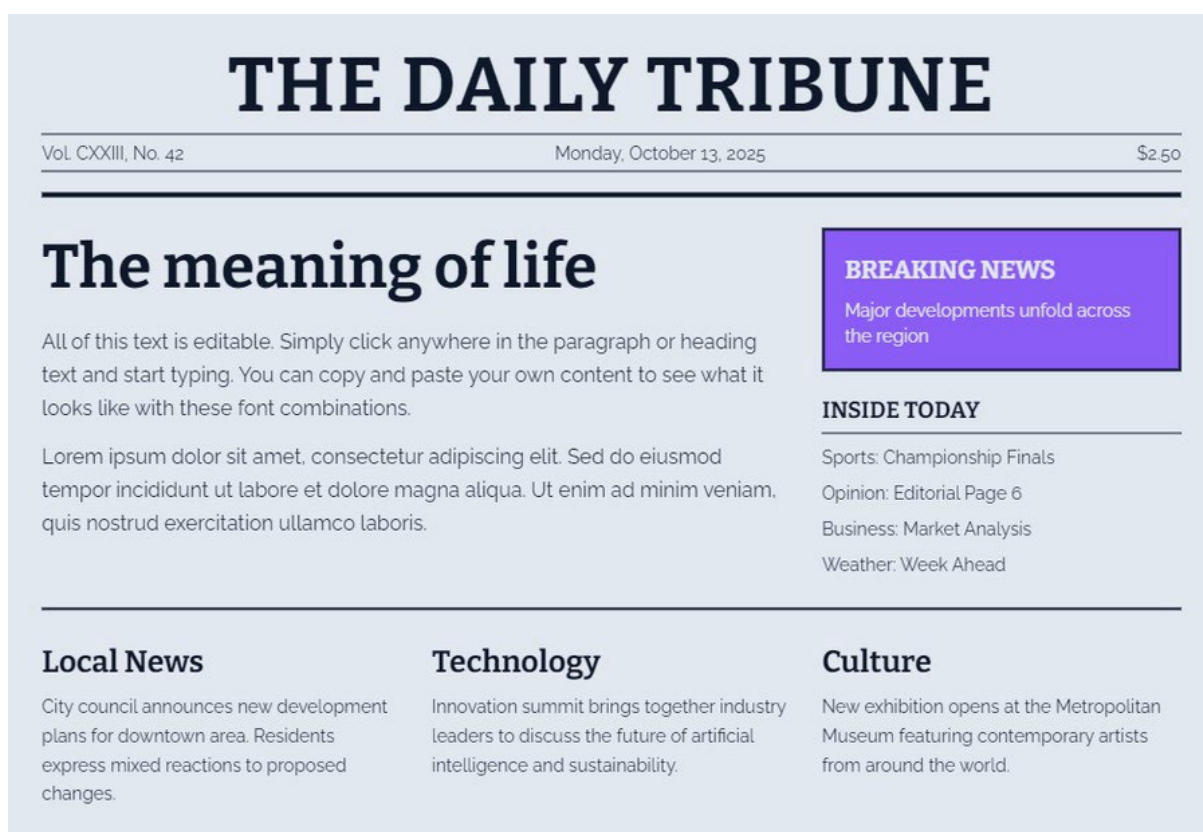 THE DAILY TRIBUNE
Vol. CXXIII, No. 42
Monday, October 13, 2025
$2.50
The meaning of life
All of this text is editable. Simply click anywhere in the paragraph or heading
text and start typing. You can copy and paste your own content to see what it
looks like with these font combinations.
Lorem ipsum dolor sit amet, consectetur adipiscing elit. Sed do eiusmod
tempor incididunt ut labore et dolore magna aliqua. Ut enim ad minim veniam,
quis nostrud exercitation ullamco laboris.
BREAKING NEWS
Major developments unfold across
the region
INSIDE TODAY
Sports: Championship Finals
Opinion: Editorial Page 6
Business: Market Analysis
Weather: Week Ahead
Local News
City council announces new development
plans for downtown area. Residents
express mixed reactions to proposed
changes.
Technology
Innovation summit brings together industry
leaders to discuss the future of artificial
intelligence and sustainability.
Culture
New exhibition opens at the Metropolitan
Museum featuring contemporary artists
from around the world.